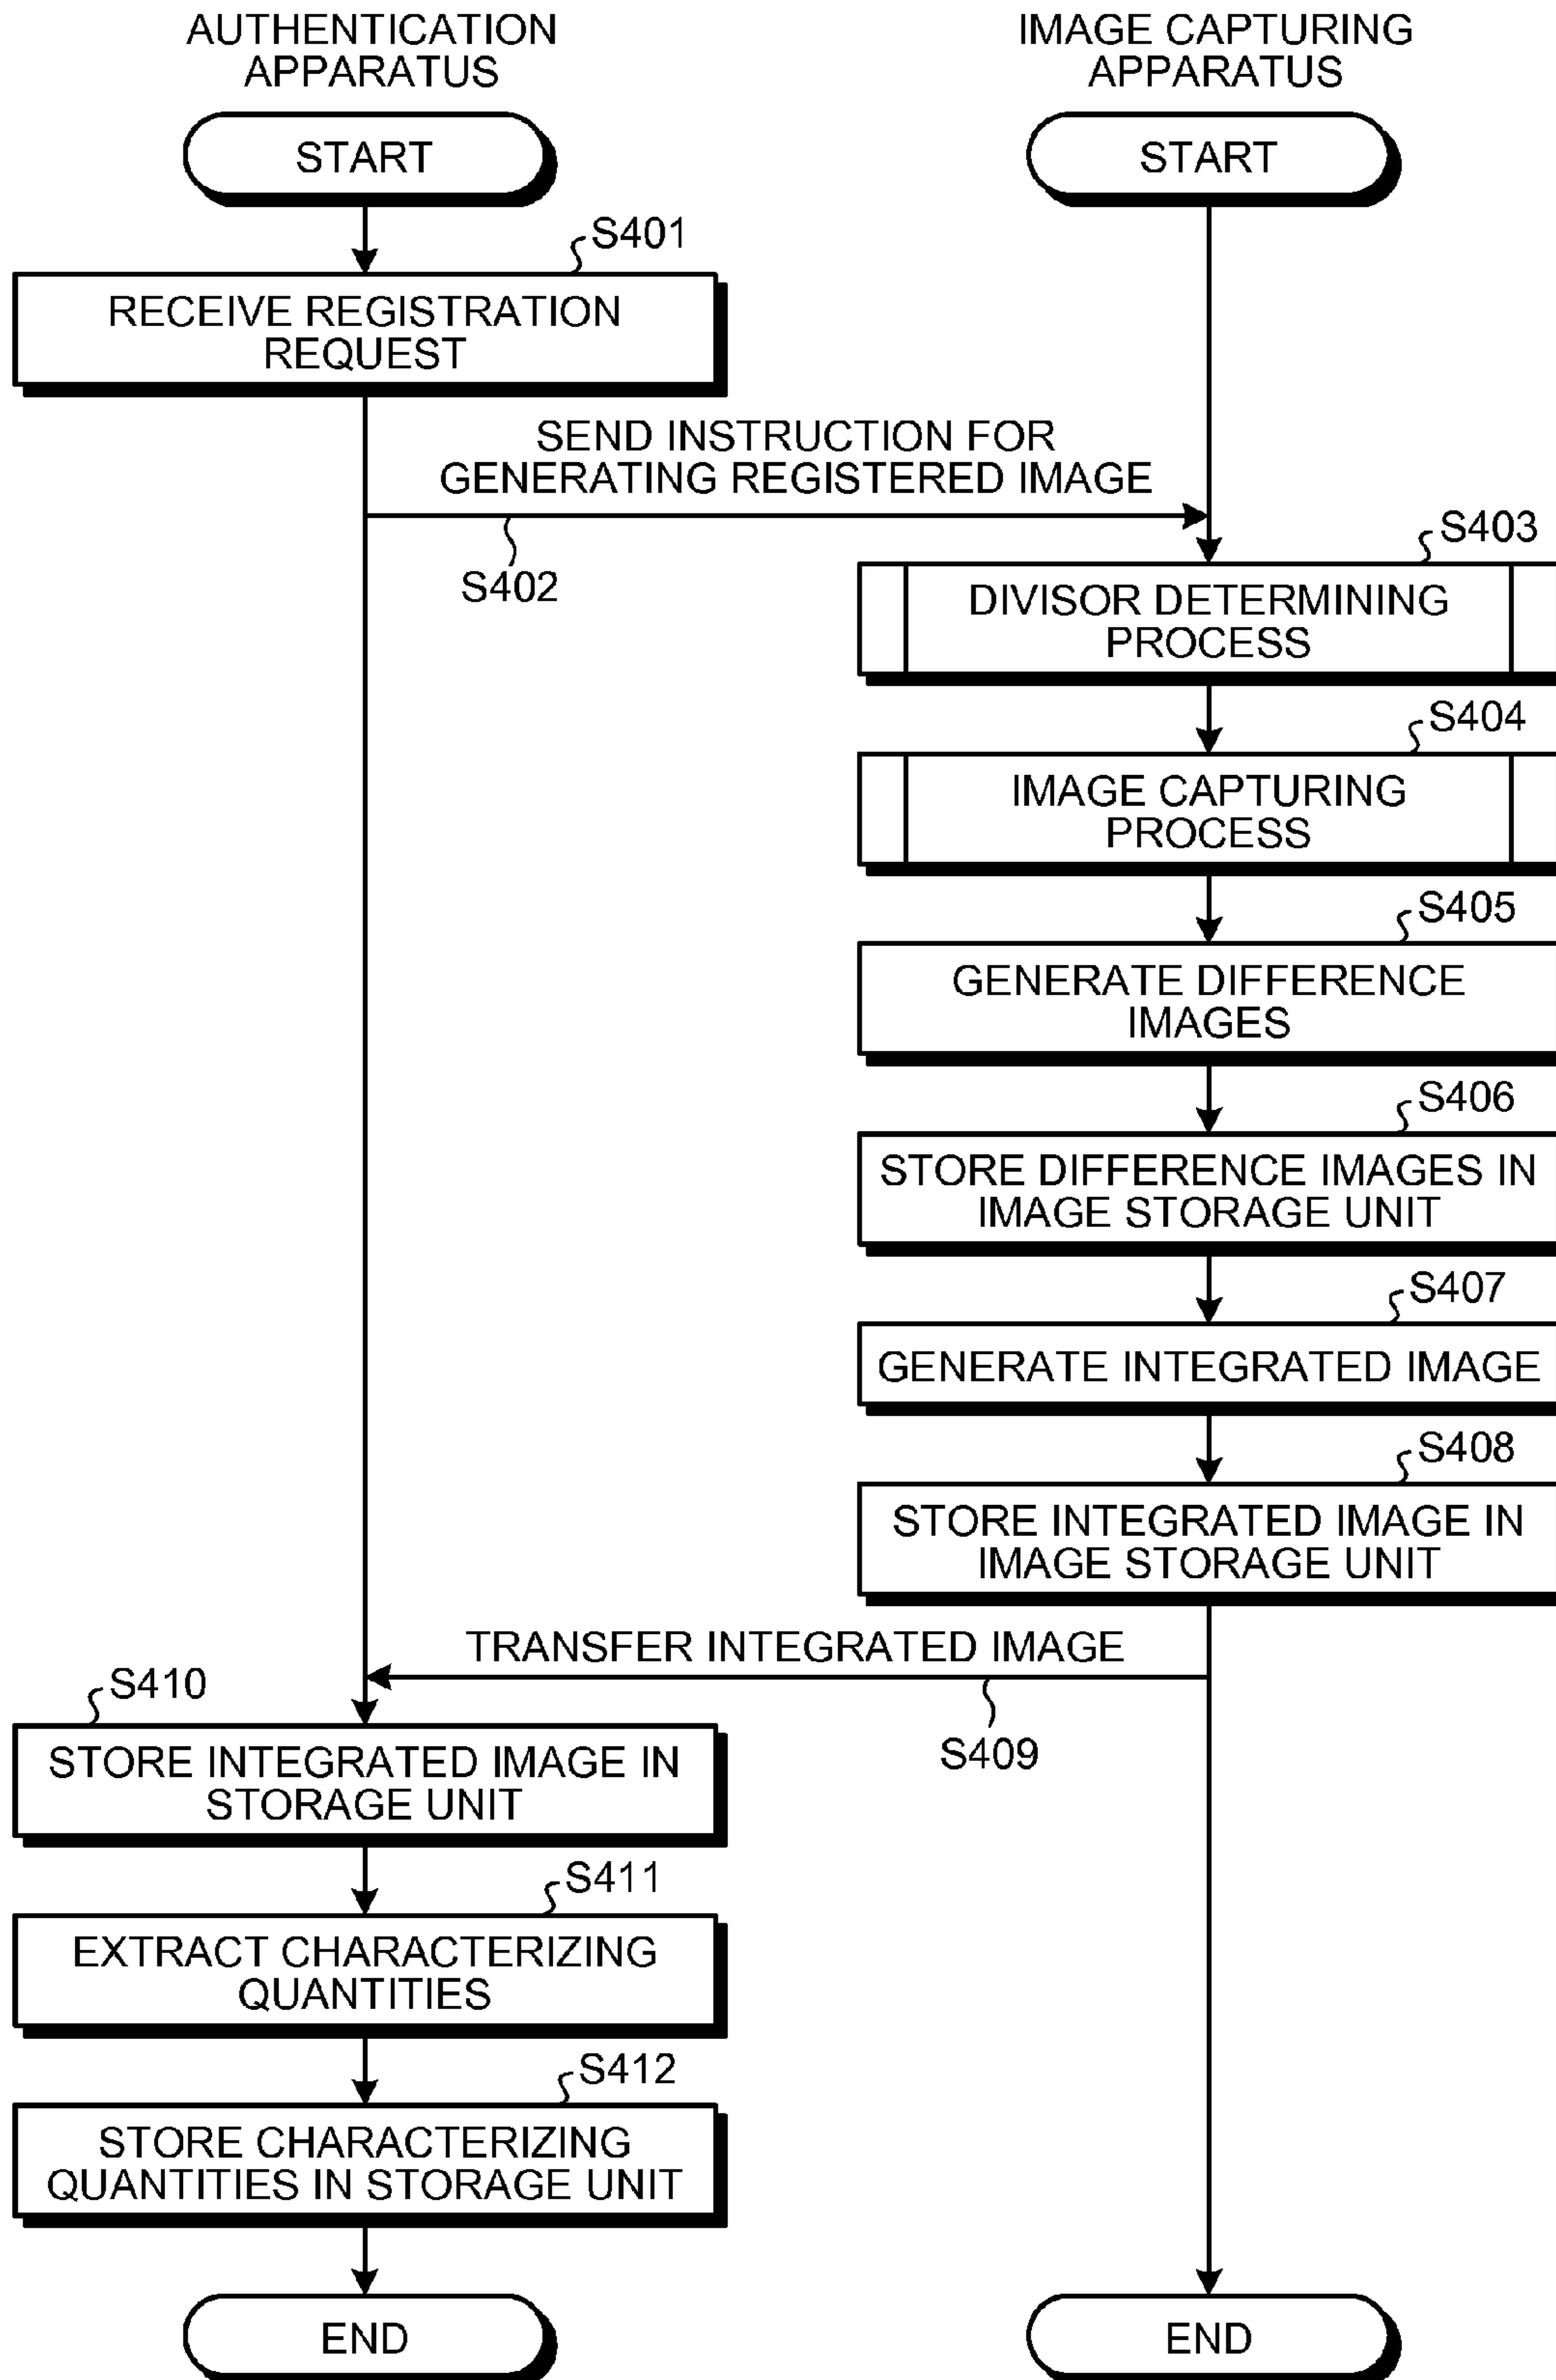 AUTHENTICATION
APPARATUS
IMAGE CAPTURING
APPARATUS
START
START
S401
RECEIVE REGISTRATION
REQUEST
SEND INSTRUCTION FOR
GENERATING REGISTERED IMAGE
S402
S403
DIVISOR DETERMINING
PROCESS
S404
IMAGE CAPTURING
PROCESS
S405
GENERATE DIFFERENCE
IMAGES
S406
STORE DIFFERENCE IMAGES IN
IMAGE STORAGE UNIT
S407
GENERATE INTEGRATED IMAGE
S408
STORE INTEGRATED IMAGE IN
IMAGE STORAGE UNIT
TRANSFER INTEGRATED IMAGE
S409
S410
STORE INTEGRATED IMAGE IN
STORAGE UNIT
S411
EXTRACT CHARACTERIZING
QUANTITIES
S412
STORE CHARACTERIZING
QUANTITIES IN STORAGE UNIT
END
END